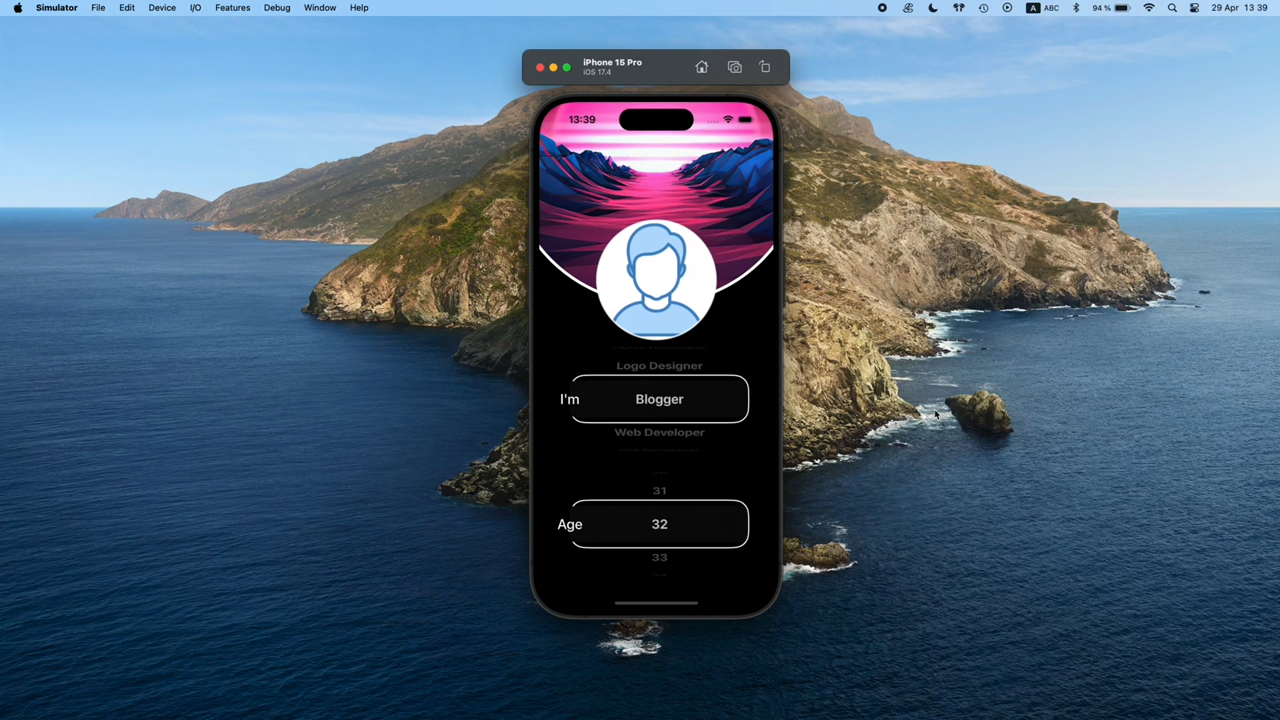 Simulator File Edit Device I/O Features Debug Window Help A ABC 94 % 29 Apr 13 39
iPhone 15 Pro
iOS 17.4
13:39
Logo Designer
I'm Blogger
Web Developer
31
Age 32
33